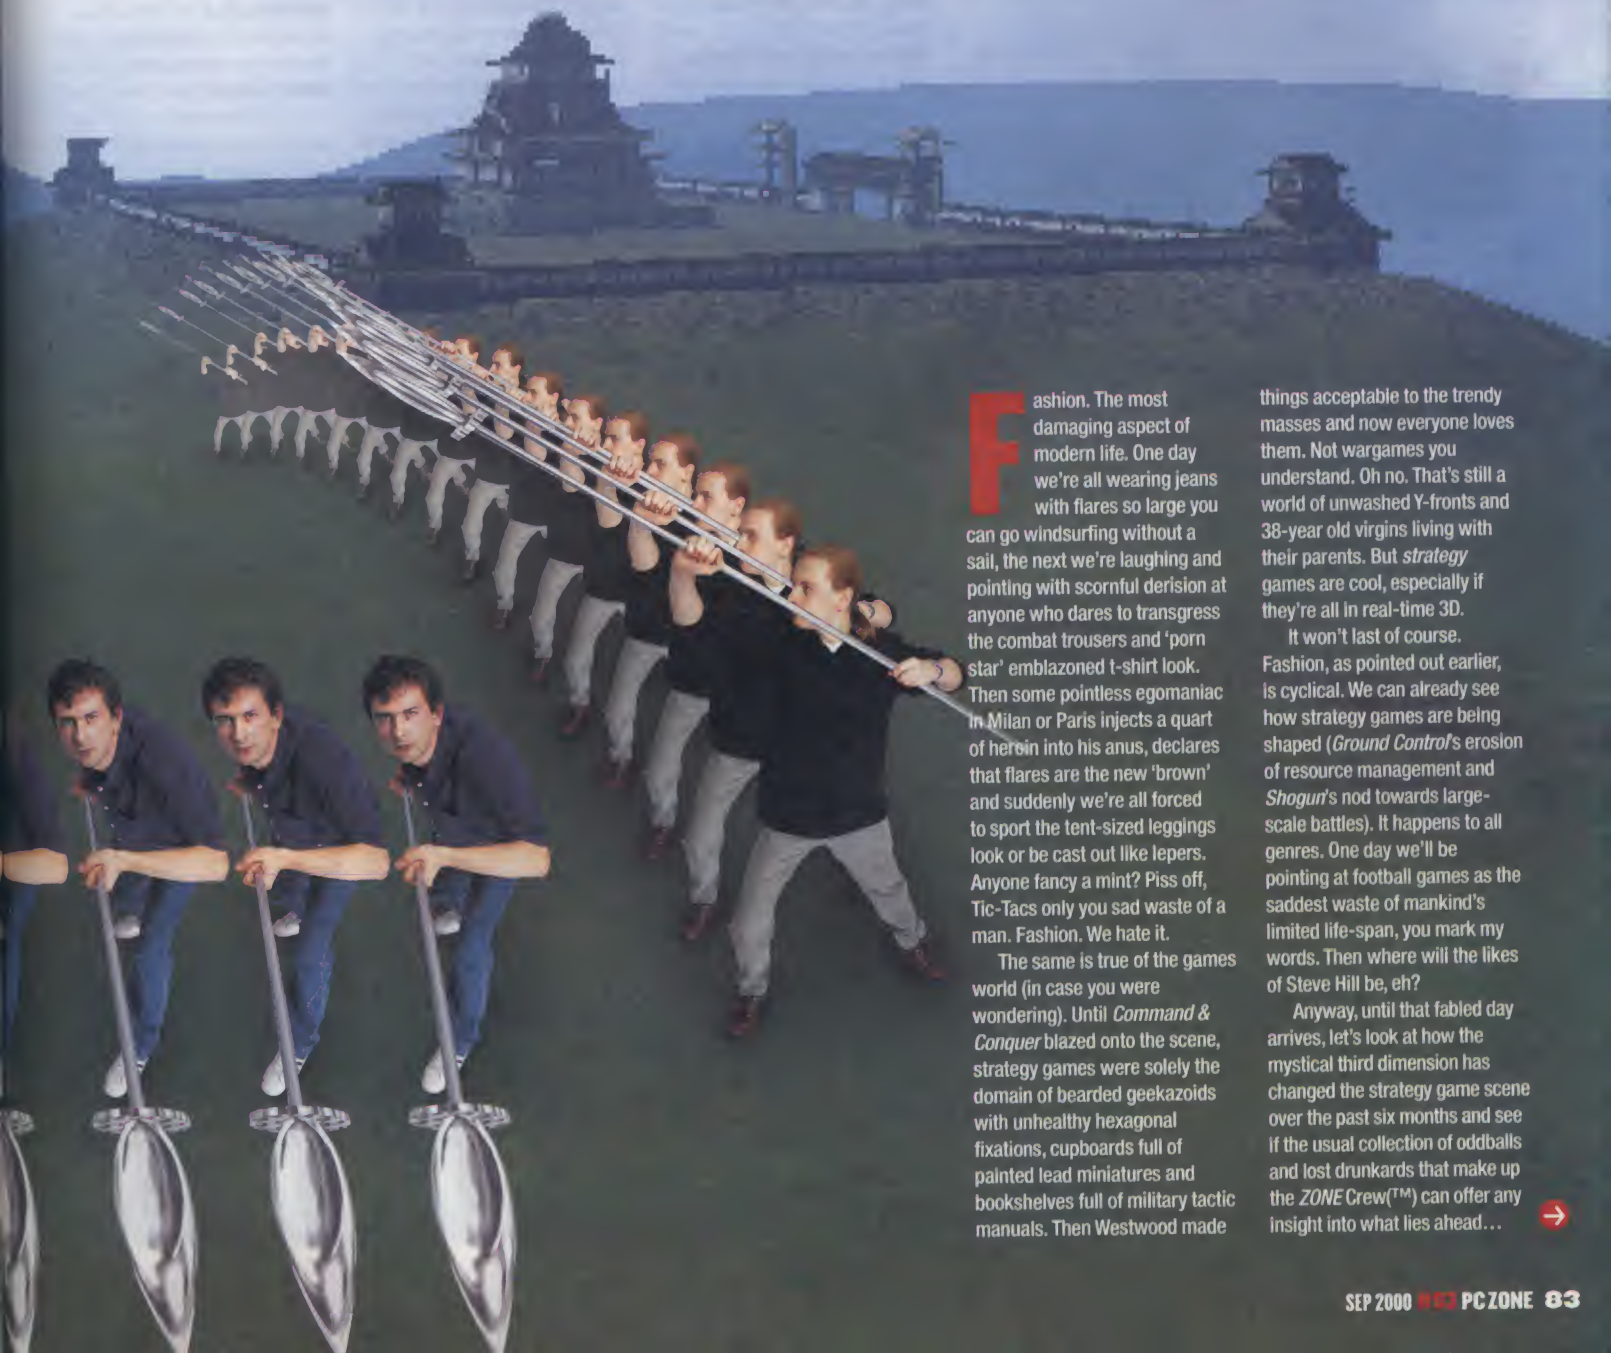 Fashion. The most
damaging aspect of
modern life. One day
we're all wearing jeans
with flares so large you
can go windsurfing without a
sail, the next we're laughing and
pointing with scornful derision at
anyone who dares to transgress
the combat trousers and 'porn
star' emblazoned t-shirt look.
Then some pointless egomaniac
in Milan or Paris injects a quart
of heroin into his anus, declares
that flares are the new 'brown'
and suddenly we're all forced
to sport the tent-sized leggings
look or be cast out like lepers.
Anyone fancy a mint? Piss off,
Tic-Tacs only you sad waste of a
man. Fashion. We hate it.
The same is true of the games
world (in case you were
wondering). Until Command &
Conquer blazed onto the scene,
strategy games were solely the
domain of bearded geekazoids
with unhealthy hexagonal
fixations, cupboards full of
painted lead miniatures and
bookshelves full of military tactic
manuals. Then Westwood made
things acceptable to the trendy
masses and now everyone loves
them. Not wargames you
understand. Oh no. That's still a
world of unwashed Y-fronts and
38-year old virgins living with
their parents. But strategy
games are cool, especially if
they're all in real-time 3D.
It won't last of course.
Fashion, as pointed out earlier,
is cyclical. We can already see
how strategy games are being
shaped (Ground Control's erosion
of resource management and
Shogun's nod towards large-
scale battles). It happens to all
genres. One day we'll be
pointing at football games as the
saddest waste of mankind's
limited life-span, you mark my
words. Then where will the likes
of Steve Hill be, eh?
Anyway, until that fabled day
arrives, let's look at how the
mystical third dimension has
changed the strategy game scene
over the past six months and see
if the usual collection of oddballs
and lost drunkards that make up
the ZONE Crew(™) can offer any
insight into what lies ahead...
SEP 2000 PC ZONE 83